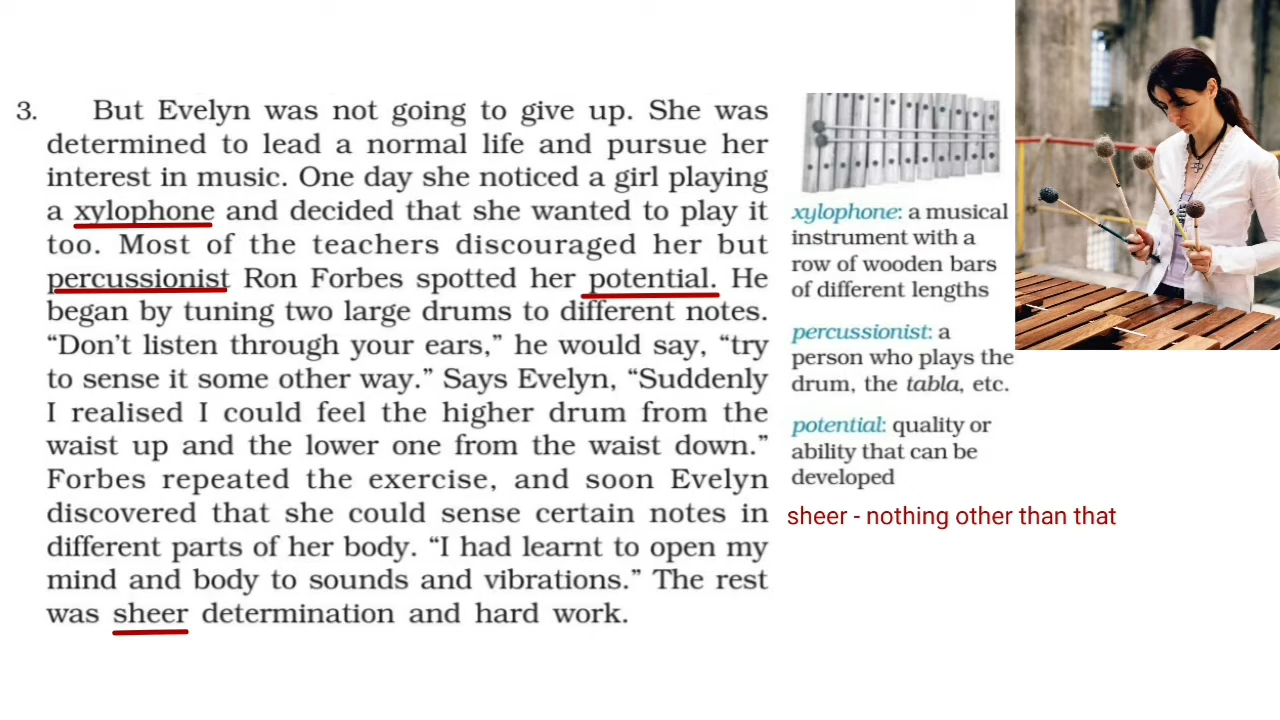 3. But Evelyn was not going to give up. She was
determined to lead a normal life and pursue her
interest in music. One day she noticed a girl playing
a xylophone and decided that she wanted to play it
too. Most of the teachers discouraged her but
percussionist Ron Forbes spotted her potential. He
began by tuning two large drums to different notes.
“Don’t listen through your ears,” he would say, “try
to sense it some other way.” Says Evelyn, “Suddenly
I realised I could feel the higher drum from the
waist up and the lower one from the waist down.”
Forbes repeated the exercise, and soon Evelyn
discovered that she could sense certain notes in
different parts of her body. “I had learnt to open my
mind and body to sounds and vibrations.” The rest
was sheer determination and hard work.
xylophone: a musical
instrument with a
row of wooden bars
of different lengths
percussionist: a
person who plays the
drum, the tabla, etc.
potential: quality or
ability that can be
developed
sheer - nothing other than that